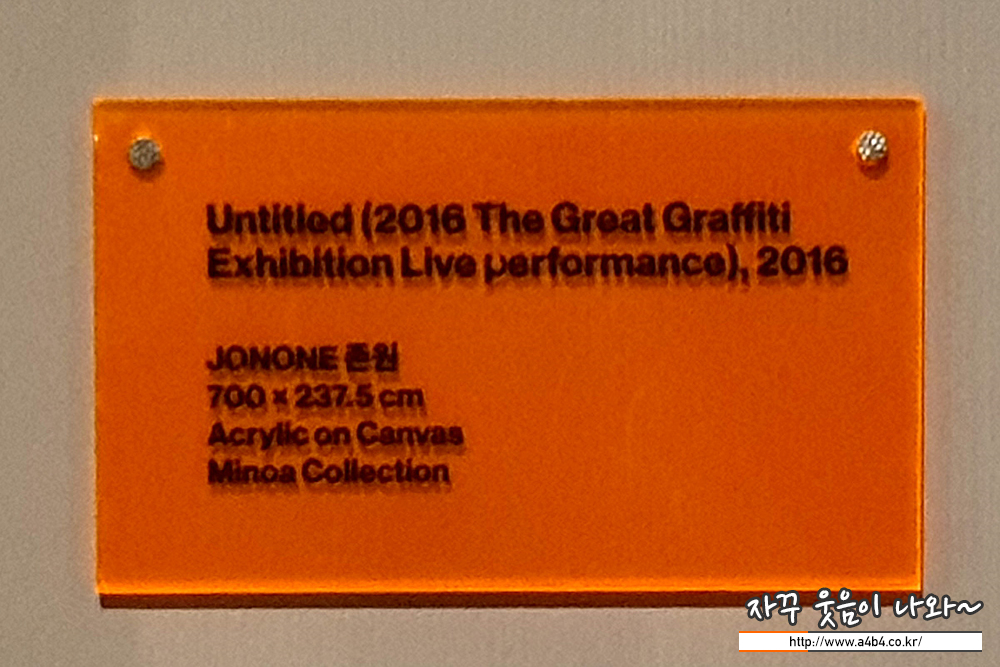 Untitled (2016 The Great Graffiti
Exhibition Live performance), 2016
JONONE 존원
700 × 237.5 cm
Acrylic on Canvas
Minoa Collection
자꾸 웃음이 나와~
http://www.a4b4.co.kr/